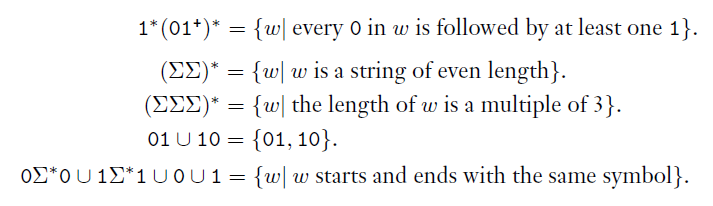 1*(01⁺)* = {w| every 0 in w is followed by at least one 1}.
(ΣΣ)* = {w| w is a string of even length}.
(ΣΣΣ)* = {w| the length of w is a multiple of 3}.
01 ∪ 10 = {01, 10}.
0Σ*0 ∪ 1Σ*1 ∪ 0 ∪ 1 = {w| w starts and ends with the same symbol}.